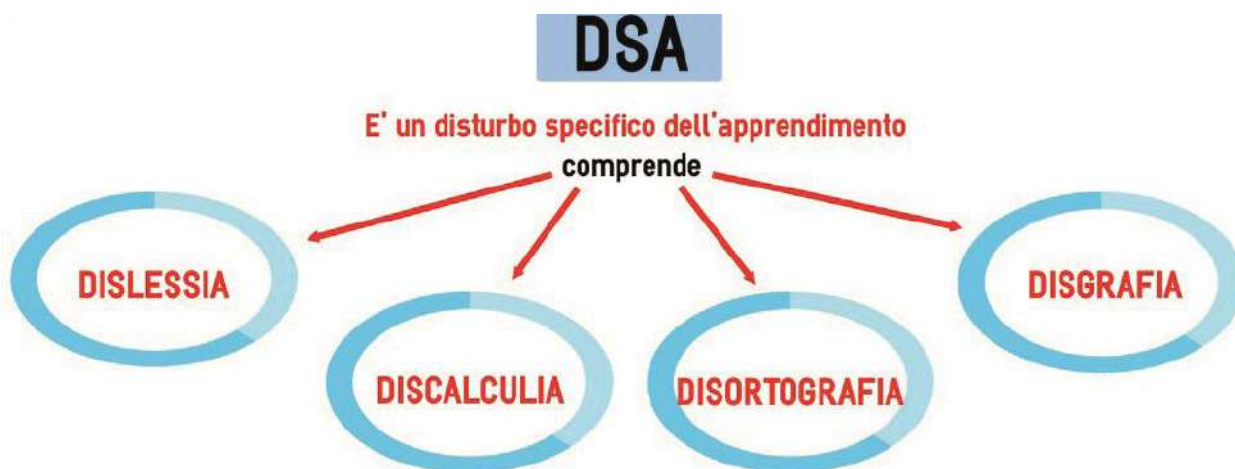 DSA
E' un disturbo specifico dell'apprendimento
comprende
DISLESSIA
DISCALCULIA
DISORTOGRAFIA
DISGRAFIA